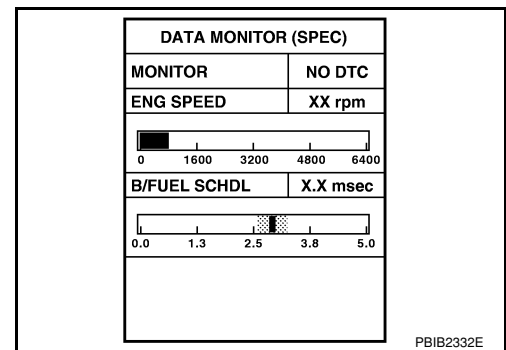 DATA MONITOR (SPEC)
MONITOR NO DTC
ENG SPEED XX rpm
0 1600 3200 4800 6400
B/FUEL SCHDL X.X msec
0.0 1.3 2.5 3.8 5.0
PBIB2332E